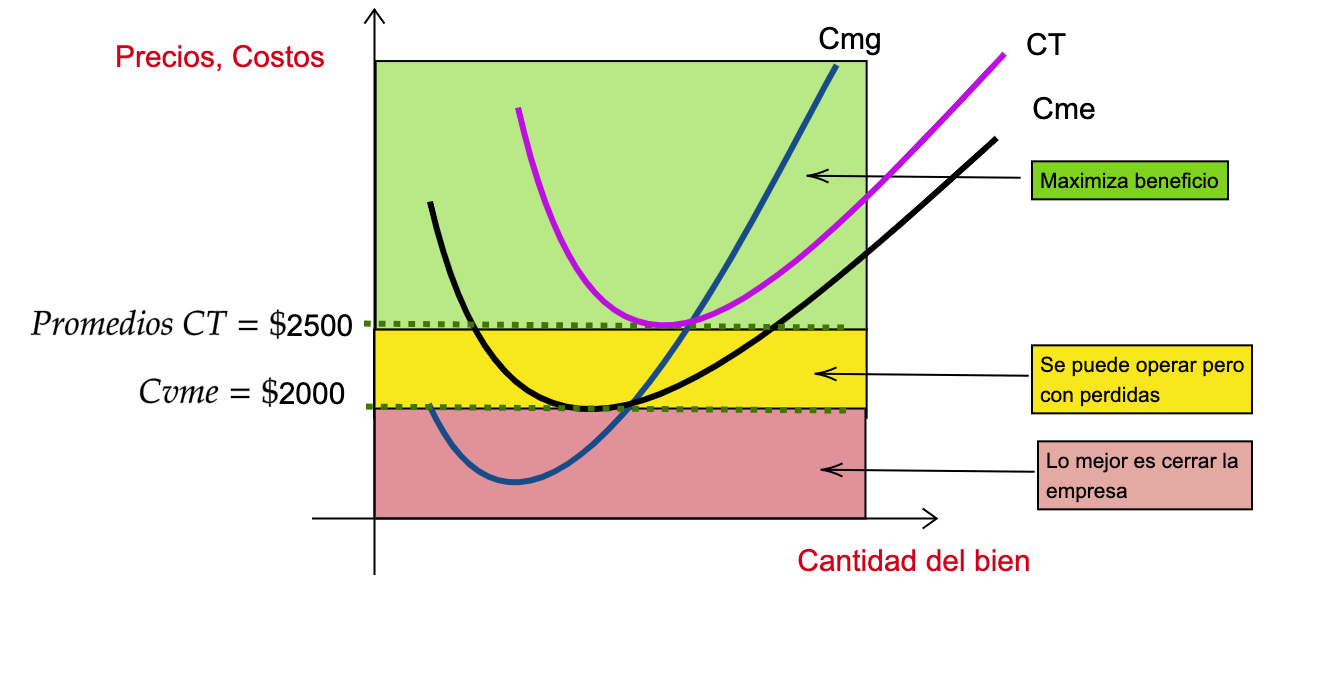 Cmg
CT
Precios, Costos
Cme
Maximiza beneficio
Promedios CT = $2500
Se puede operar pero
con perdidas
Cvme = $2000
Lo mejor es cerrar la
empresa
Cantidad del bien